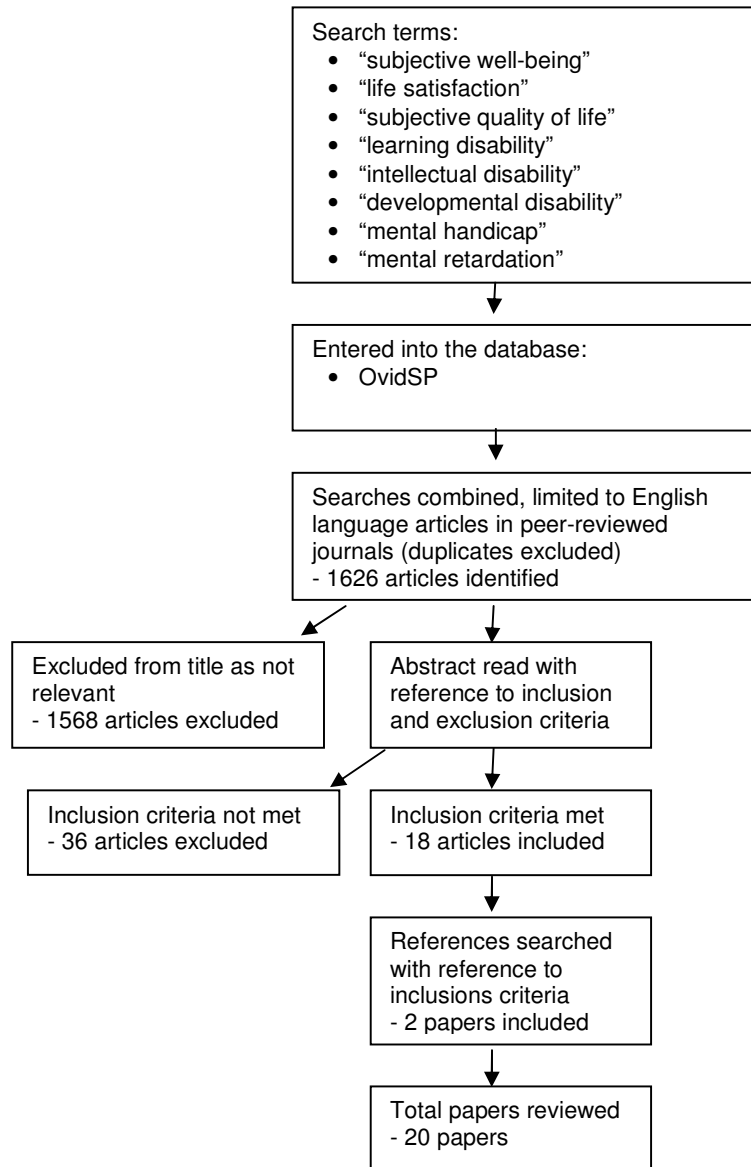 Search terms:
• “subjective well-being”
• “life satisfaction”
• “subjective quality of life”
• “learning disability”
• “intellectual disability”
• “developmental disability”
• “mental handicap”
• “mental retardation”
Entered into the database:
• OvidSP
Searches combined, limited to English
language articles in peer-reviewed
journals (duplicates excluded)
- 1626 articles identified
Excluded from title as not
relevant
- 1568 articles excluded
Abstract read with
reference to inclusion
and exclusion criteria
Inclusion criteria not met
- 36 articles excluded
Inclusion criteria met
- 18 articles included
References searched
with reference to
inclusions criteria
- 2 papers included
Total papers reviewed
- 20 papers